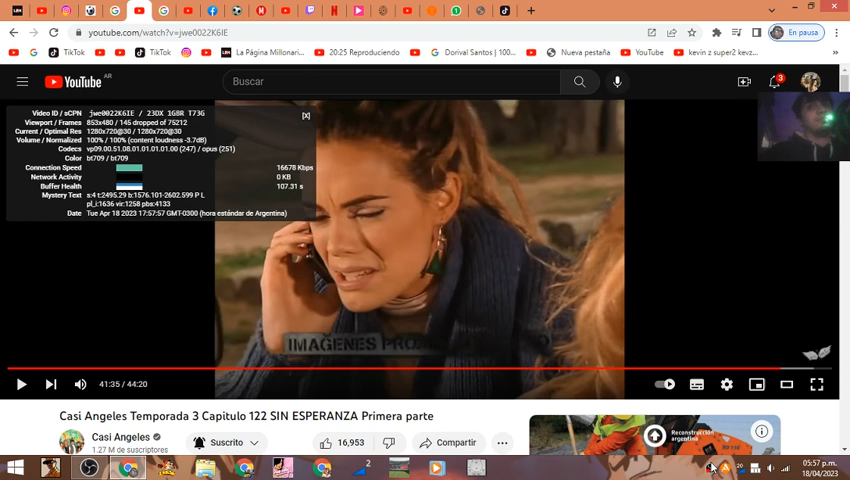 youtube.com/watch?v=jwe0022K6IE
En pausa
TikTok
TikTok
La Página Millonari...
20:25 Reproduciendo
Dorival Santos | 100...
Nueva pestaña
YouTube
kevin z super2 kevz...
YouTube AR
Buscar
3
Video ID / sCPN jwe0022K6IE / 23DX 1GBR T73G
[X]
Viewport / Frames 853x480 / 145 dropped of 75212
Current / Optimal Res 1280x720@30 / 1280x720@30
Volume / Normalized 100% / 100% (content loudness -3.7dB)
Codecs vp09.00.51.08.01.01.01.01.00 (247) / opus (251)
Color bt709 / bt709
Connection Speed 16678 Kbps
Network Activity 0 KB
Buffer Health 107.31 s
Mystery Text s:4 t:2495.29 b:1576.101-2602.599 P L
pl_i:1636 vir:1258 pbs:4133
Date Tue Apr 18 2023 17:57:57 GMT-0300 (hora estándar de Argentina)
IMAGENES
41:35 / 44:20
Casi Angeles Temporada 3 Capitulo 122 SIN ESPERANZA Primera parte
Casi Angeles
1.27 M de suscriptores
Suscrito
16,953
Compartir
Reconstrucción
argentina
2
20
05:57 p.m.
18/04/2023